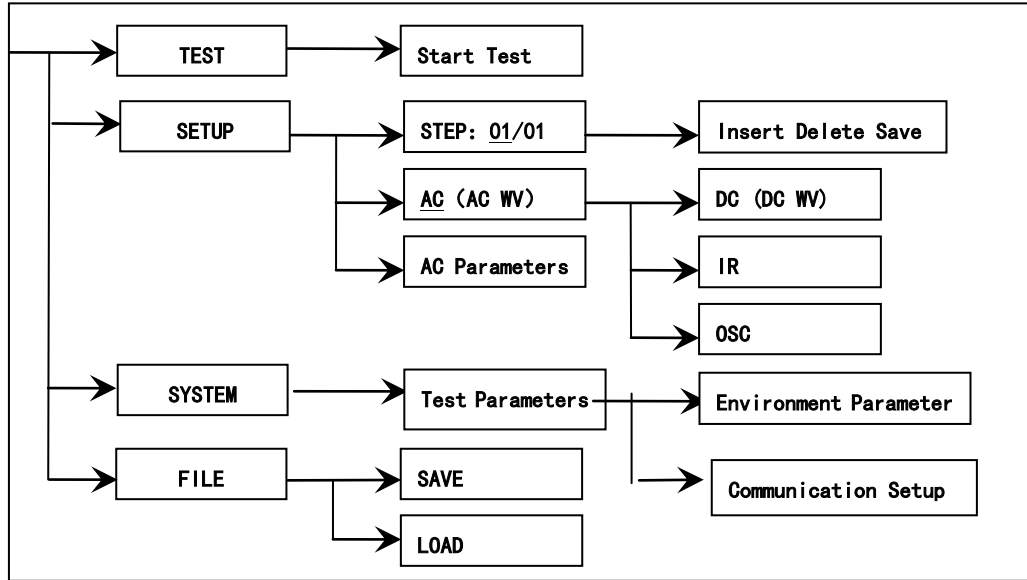 TEST
Start Test
SETUP
STEP: 01/01
Insert Delete Save
AC (AC WV)
DC (DC WV)
AC Parameters
IR
OSC
SYSTEM
Test Parameters
Environment Parameter
FILE
SAVE
Communication Setup
LOAD